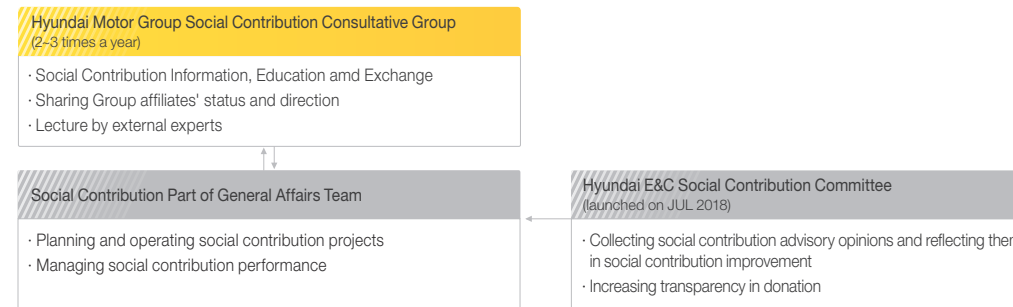 Hyundai Motor Group Social Contribution Consultative Group
(2~3 times a year)
· Social Contribution Information, Education amd Exchange
· Sharing Group affiliates' status and direction
· Lecture by external experts
Social Contribution Part of General Affairs Team
· Planning and operating social contribution projects
· Managing social contribution performance
Hyundai E&C Social Contribution Committee
(launched on JUL 2018)
· Collecting social contribution advisory opinions and reflecting
in social contribution improvement
· Increasing transparency in donation